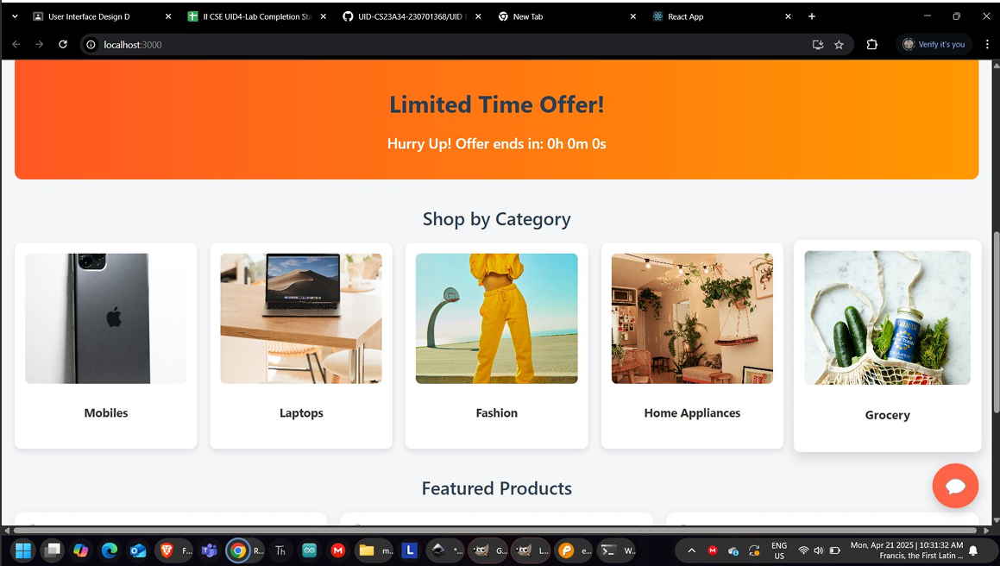 User Interface Design D
II CSE UID4-Lab Completion Sta
UID-CS23A34-230701368/UID
New Tab
React App
localhost:3000
Verify it's you
Limited Time Offer!
Hurry Up! Offer ends in: 0h 0m 0s
Shop by Category
Mobiles
Laptops
Fashion
Home Appliances
Grocery
Featured Products
F...
R...
Th
M
m...
L
G...
L...
e...
W...
ENG
US
Mon, Apr 21 2025 | 10:31:32 AM
Francis, the First Latin ...